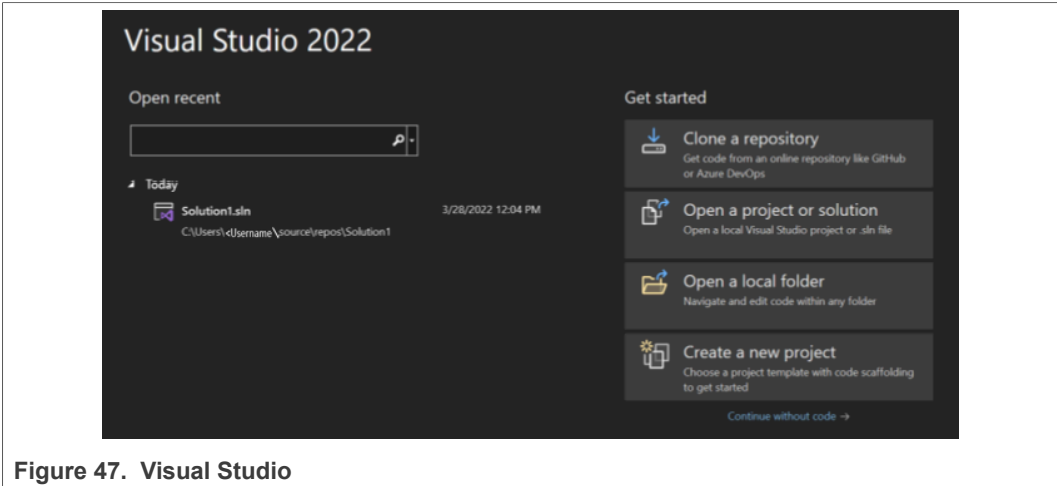 Visual Studio 2022
Open recent
Today
Solution1.sln
3/28/2022 12:04 PM
C:\Users\<Username\source\repos\Solution1
Get started
Clone a repository
Get code from an online repository like GitHub
or Azure DevOps
Open a project or solution
Open a local Visual Studio project or .sln file
Open a local folder
Navigate and edit code within any folder
Create a new project
Choose a project template with code scaffolding
to get started
Continue without code →
Figure 47. Visual Studio